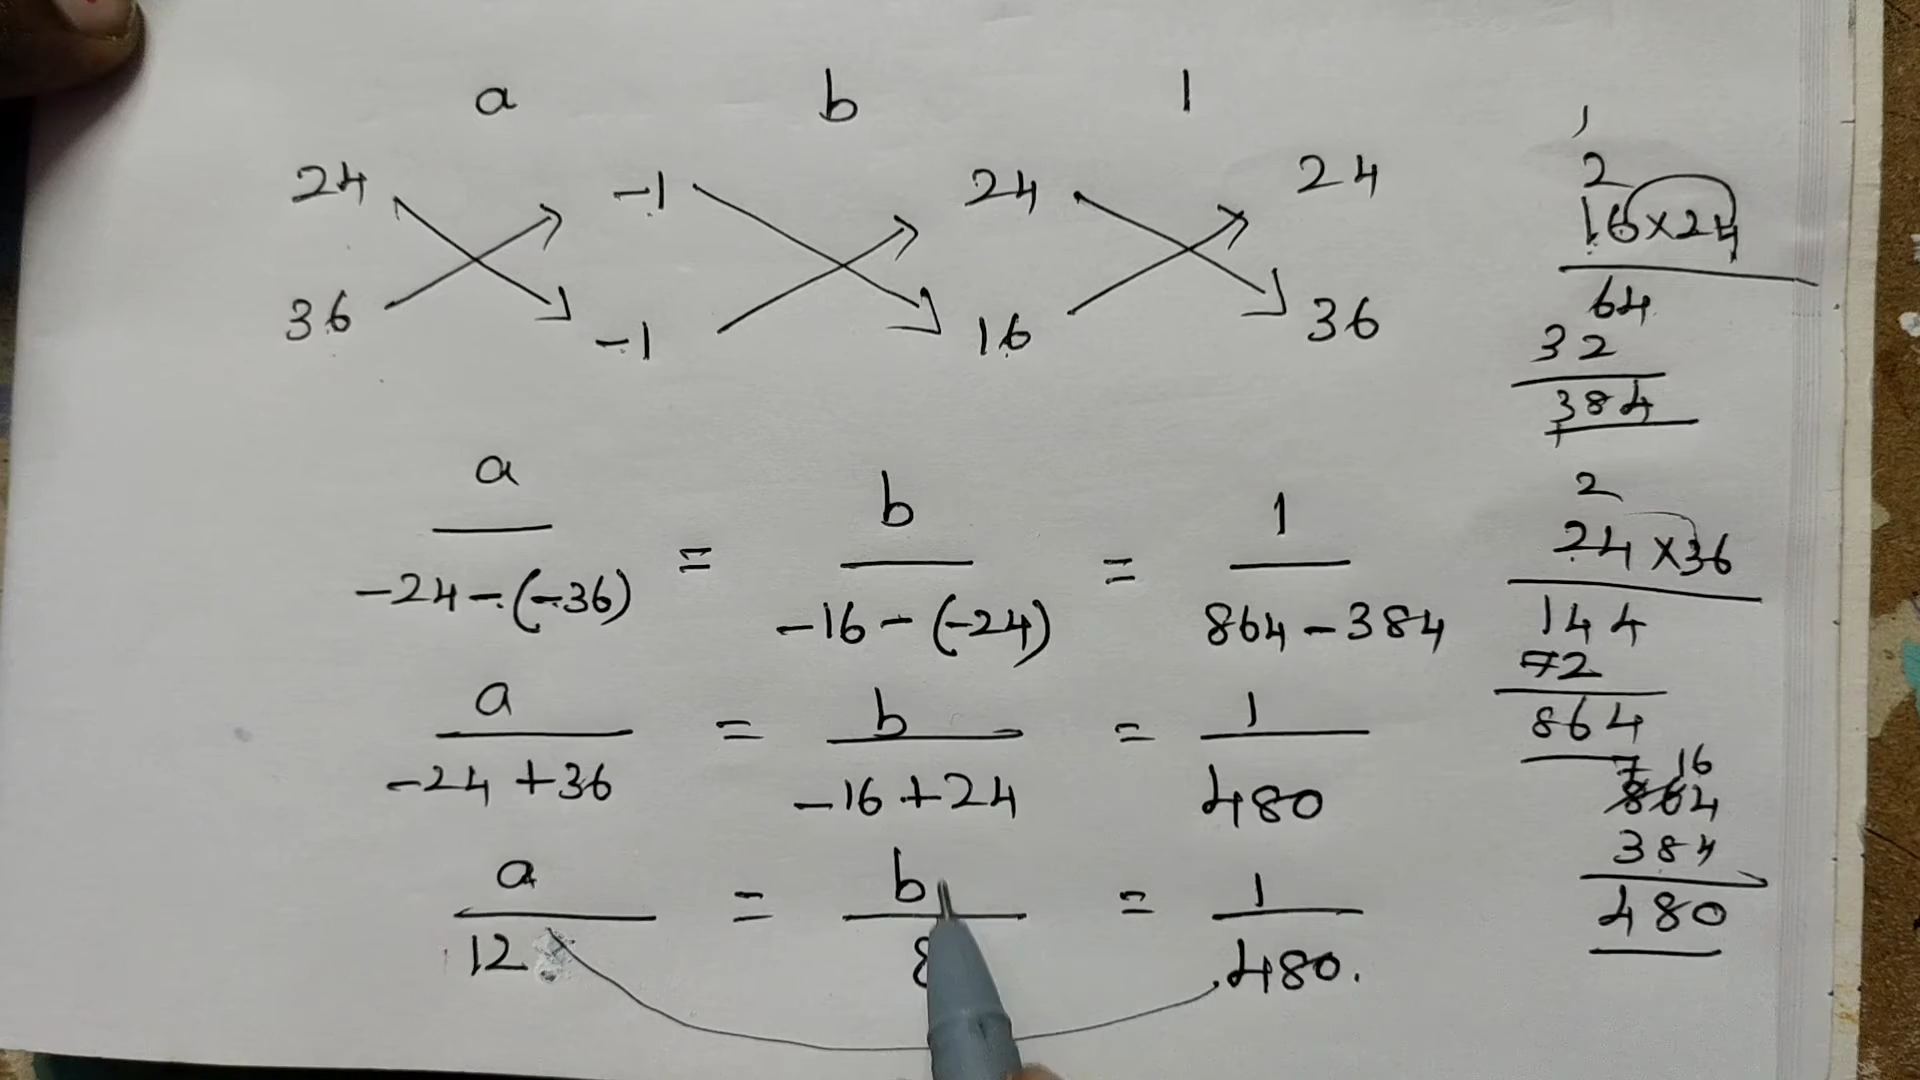 a b 1
24 -1 24 24
36 -1 16 36
a/-24-(-36) = b/-16-(-24) = 1/864-384
a/-24+36 = b/-16+24 = 1/480
a/12 = b/8 = 1/480.
1
2
16×24
64
32
384
2
24×36
144
72
864
7 16
864
384
480